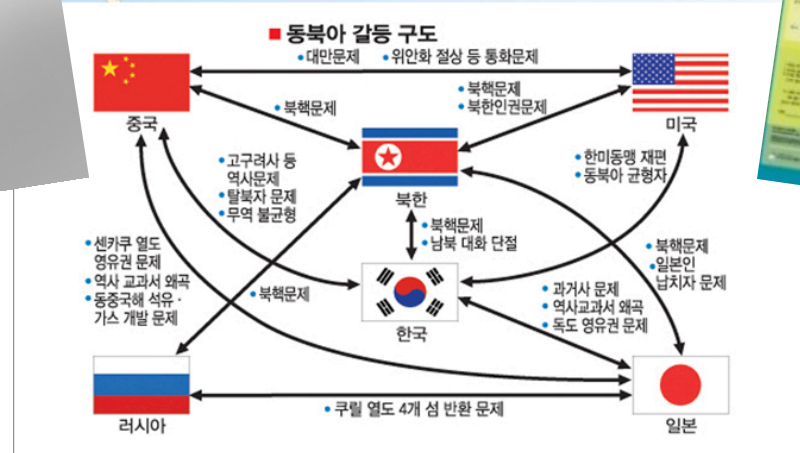 ■ 동북아 갈등 구도
• 대만문제 • 위안화 절상 등 통화문제
중국
미국
• 북핵문제
• 북핵문제
• 북한인권문제
북한
• 고구려사 등
역사문제
• 탈북자 문제
• 무역 불균형
• 한미동맹 재편
• 동북아 균형자
• 북핵문제
• 남북 대화 단절
• 센카쿠 열도
영유권 문제
• 역사 교과서 왜곡
• 동중국해 석유·
가스 개발 문제
• 북핵문제
• 북핵문제
• 일본인
납치자 문제
한국
• 과거사 문제
• 역사교과서 왜곡
• 독도 영유권 문제
러시아
• 쿠릴 열도 4개 섬 반환 문제
일본